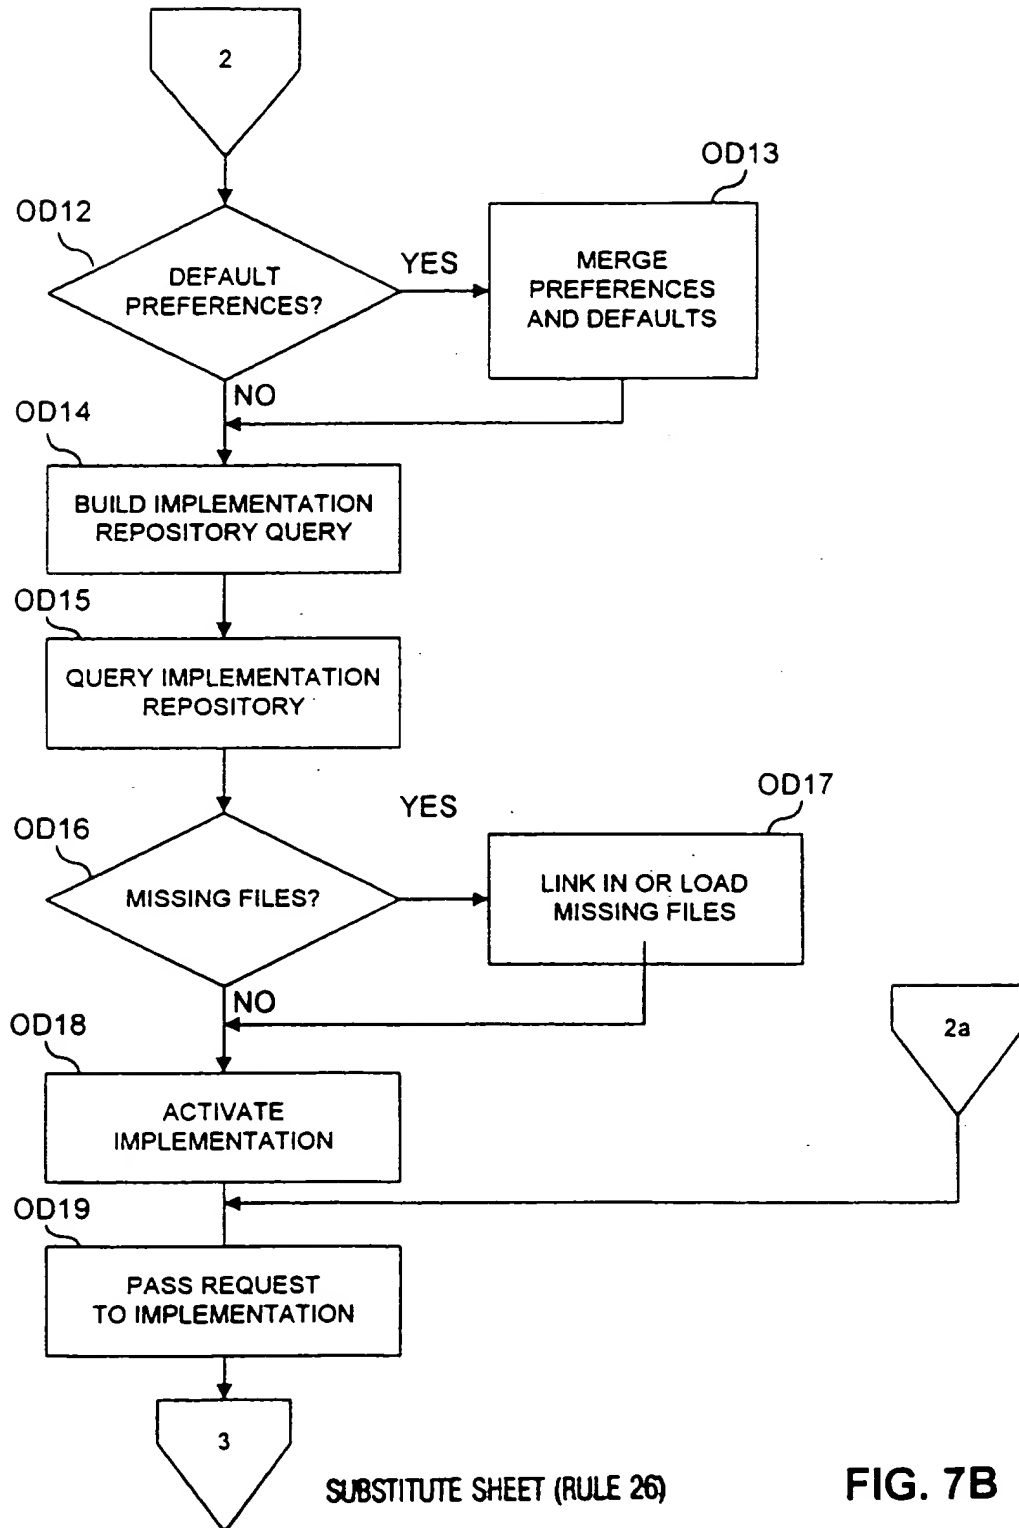 2
OD12
DEFAULT
PREFERENCES?
YES
OD13
MERGE
PREFERENCES
AND DEFAULTS
NO
OD14
BUILD IMPLEMENTATION
REPOSITORY QUERY
OD15
QUERY IMPLEMENTATION
REPOSITORY
OD16
MISSING FILES?
YES
OD17
LINK IN OR LOAD
MISSING FILES
NO
OD18
ACTIVATE
IMPLEMENTATION
2a
OD19
PASS REQUEST
TO IMPLEMENTATION
3
SUBSTITUTE SHEET (RULE 26)
FIG. 7B